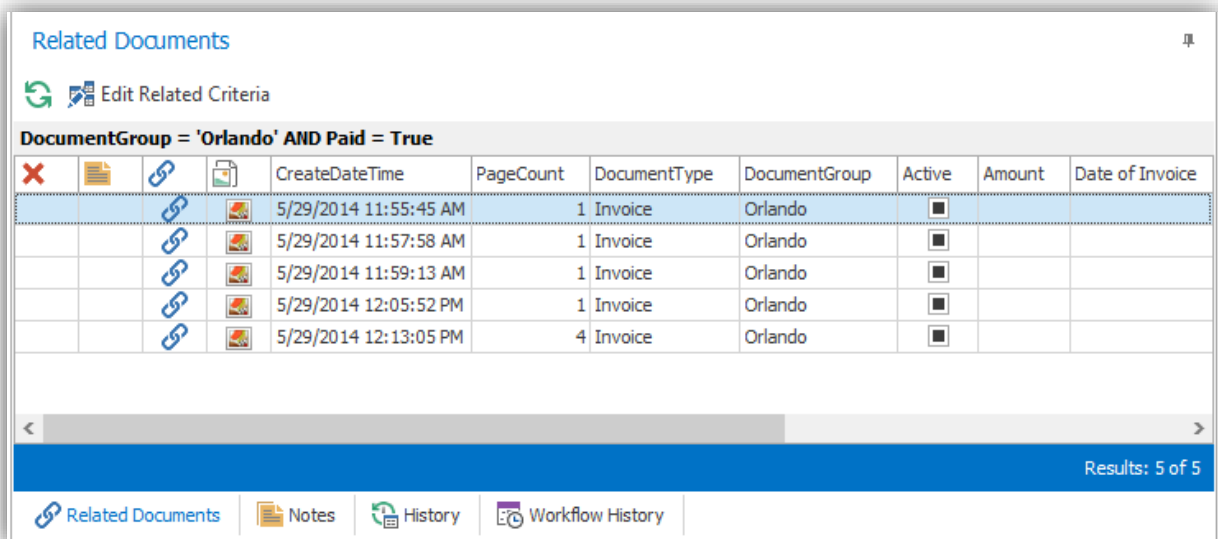 Related Documents
Edit Related Criteria
DocumentGroup = 'Orlando' AND Paid = True
CreateDateTime PageCount DocumentType DocumentGroup Active Amount Date of Invoice
5/29/2014 11:55:45 AM 1 Invoice Orlando
5/29/2014 11:57:58 AM 1 Invoice Orlando
5/29/2014 11:59:13 AM 1 Invoice Orlando
5/29/2014 12:05:52 PM 1 Invoice Orlando
5/29/2014 12:13:05 PM 4 Invoice Orlando
Results: 5 of 5
Related Documents Notes History Workflow History